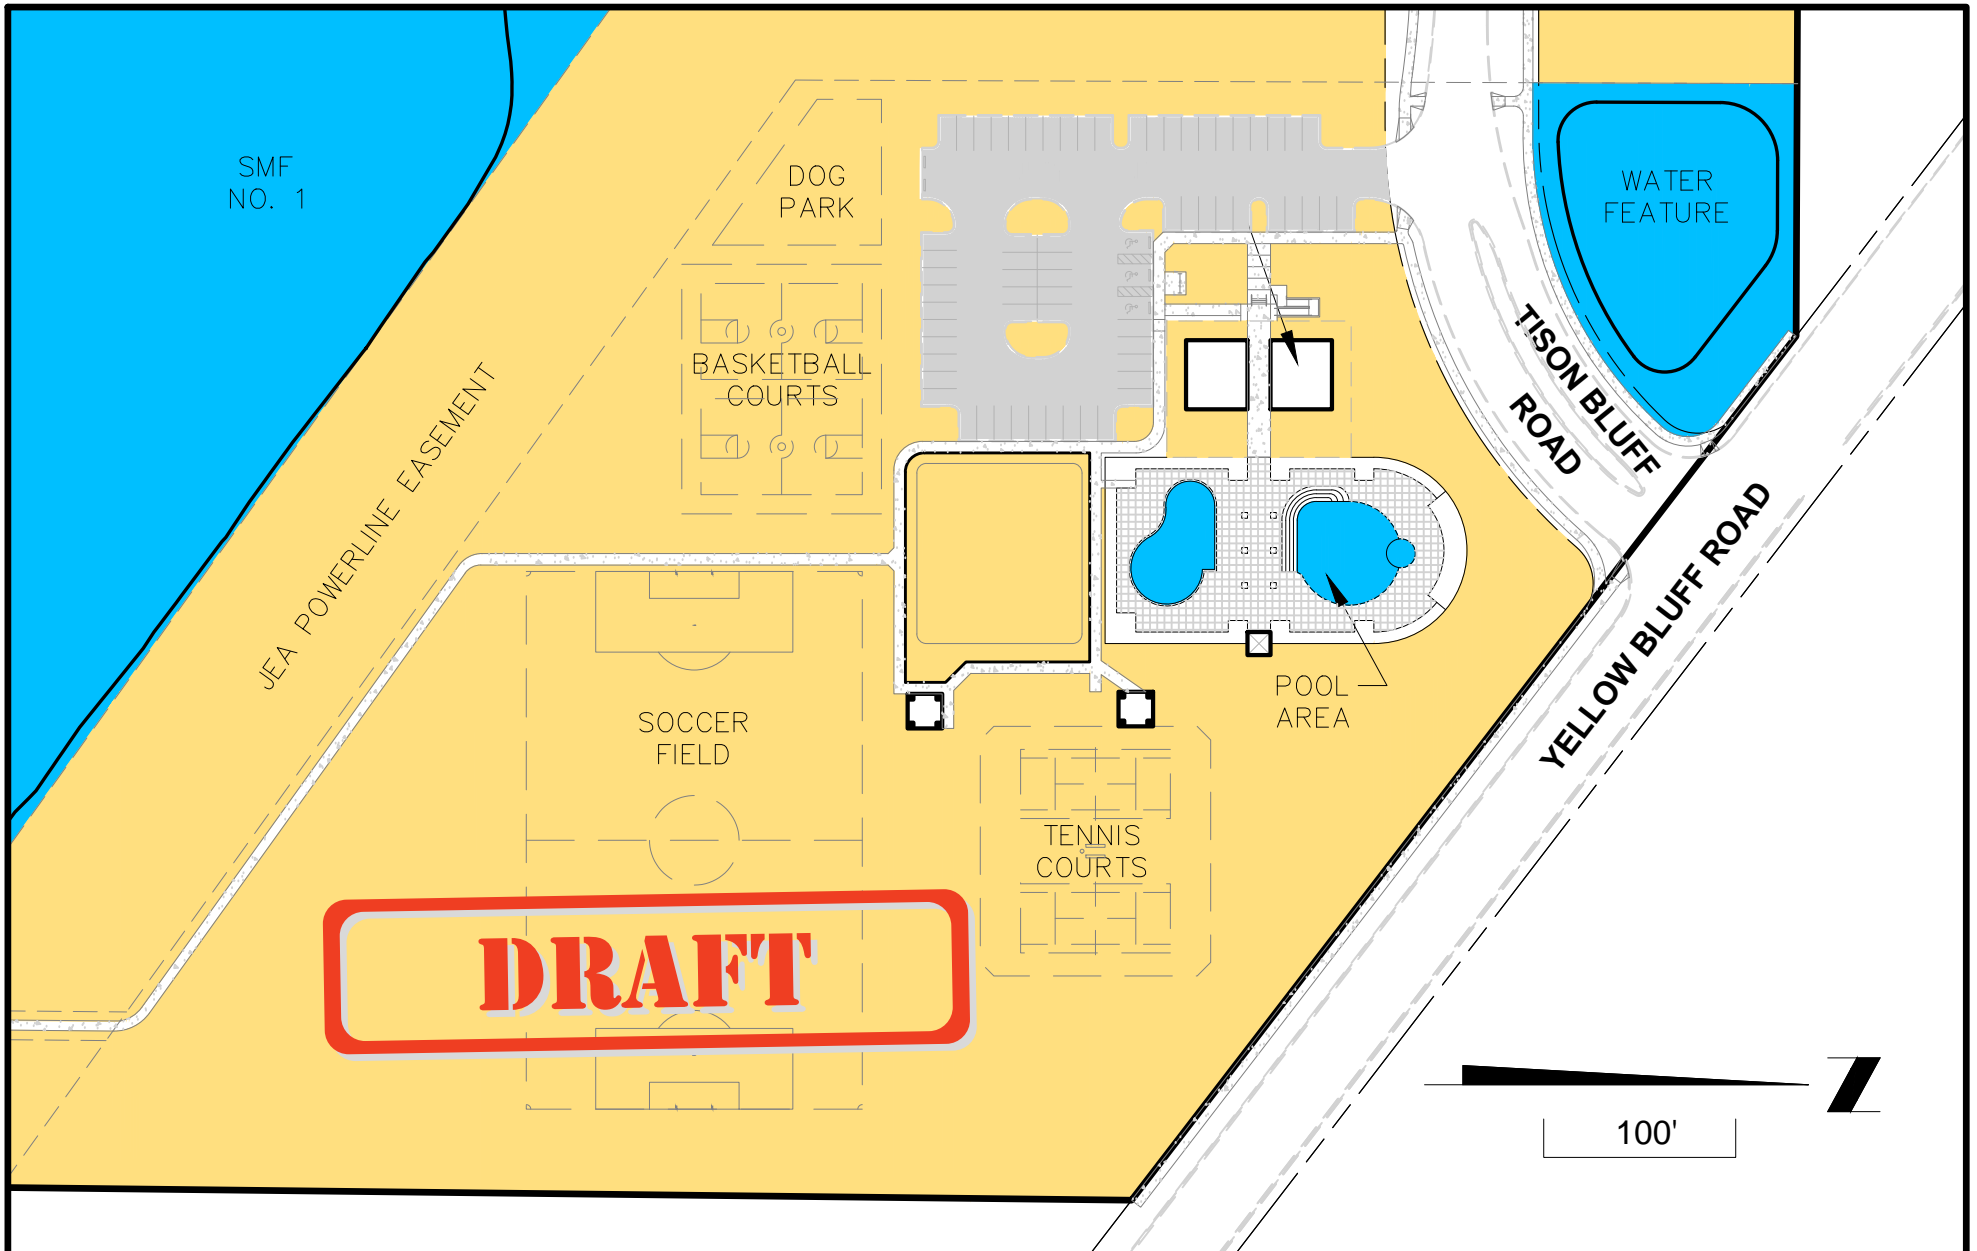 SMF
NO. 1
DOG
PARK
WATER
FEATURE
BASKETBALL
COURTS
TISON BLUFF
ROAD
JEA POWERLINE EASEMENT
YELLOW BLUFF ROAD
POOL
AREA
SOCCER
FIELD
TENNIS
COURTS
DRAFT
Z
100'